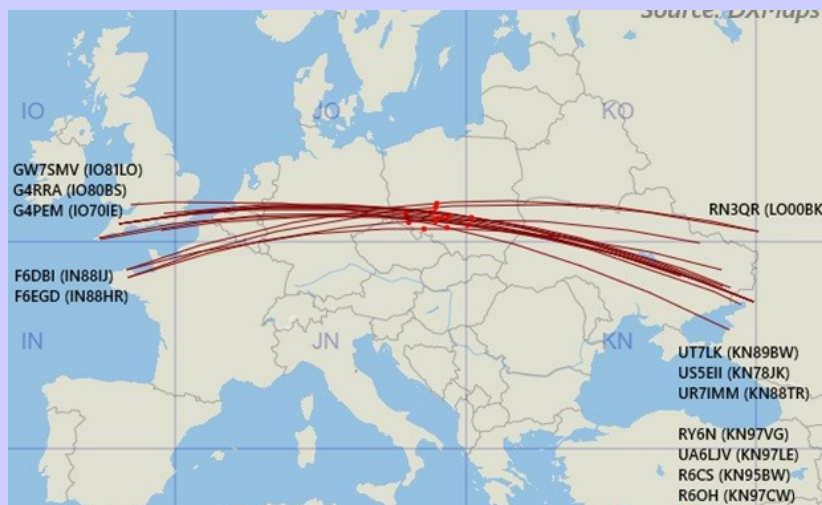 Source: DXMaps
IO
JO
KO
GW7SMV (IO81LO)
G4RRA (IO80BS)
G4PEM (IO70IE)
RN3QR (LO00BK
F6DBI (IN88IJ)
F6EGD (IN88HR)
IN
JN
KN
UT7LK (KN89BW)
US5EII (KN78JK)
UR7IMM (KN88TR)
RY6N (KN97VG)
UA6LJV (KN97LE)
R6CS (KN95BW)
R6OH (KN97CW)